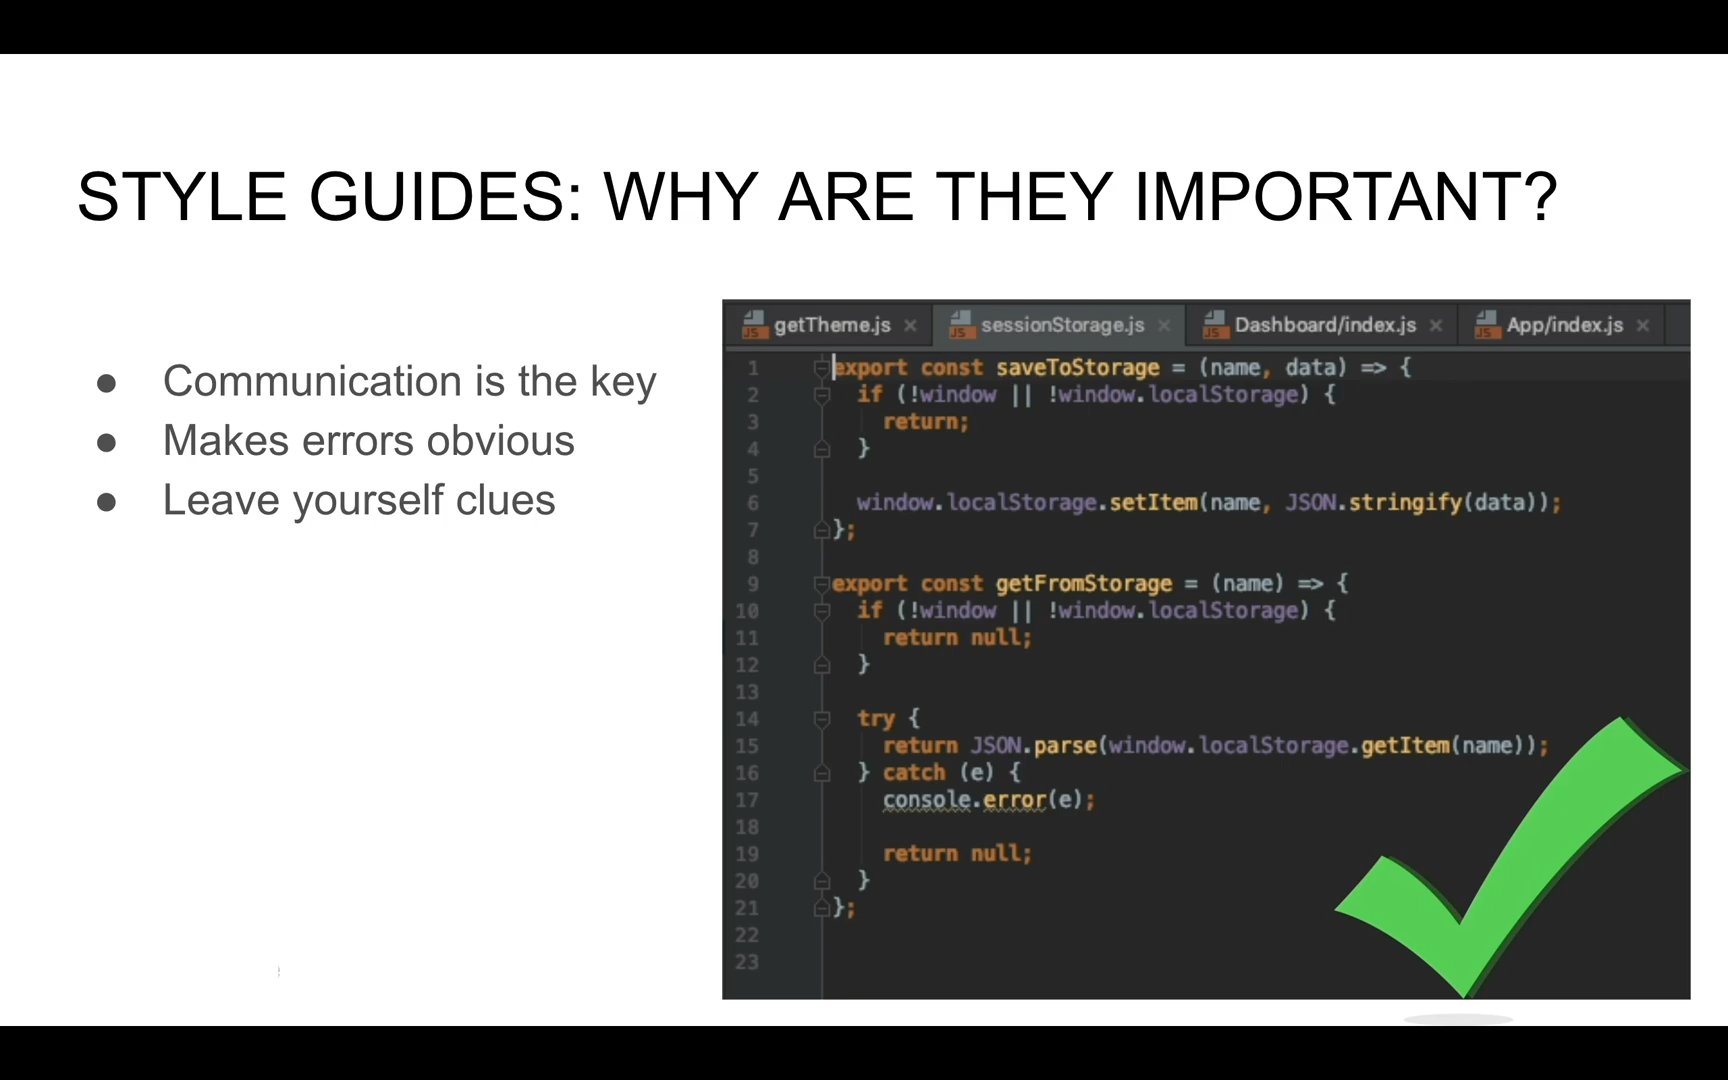 STYLE GUIDES: WHY ARE THEY IMPORTANT?
● Communication is the key
● Makes errors obvious
● Leave yourself clues
JS getTheme.js × JS sessionStorage.js × JS Dashboard/index.js × JS App/index.js ×
1 export const saveToStorage = (name, data) => {
2   if (!window || !window.localStorage) {
3     return;
4   }
5
6   window.localStorage.setItem(name, JSON.stringify(data));
7 };
8
9 export const getFromStorage = (name) => {
10   if (!window || !window.localStorage) {
11     return null;
12   }
13
14   try {
15     return JSON.parse(window.localStorage.getItem(name));
16   } catch (e) {
17     console.error(e);
18
19     return null;
20   }
21 };
22
23